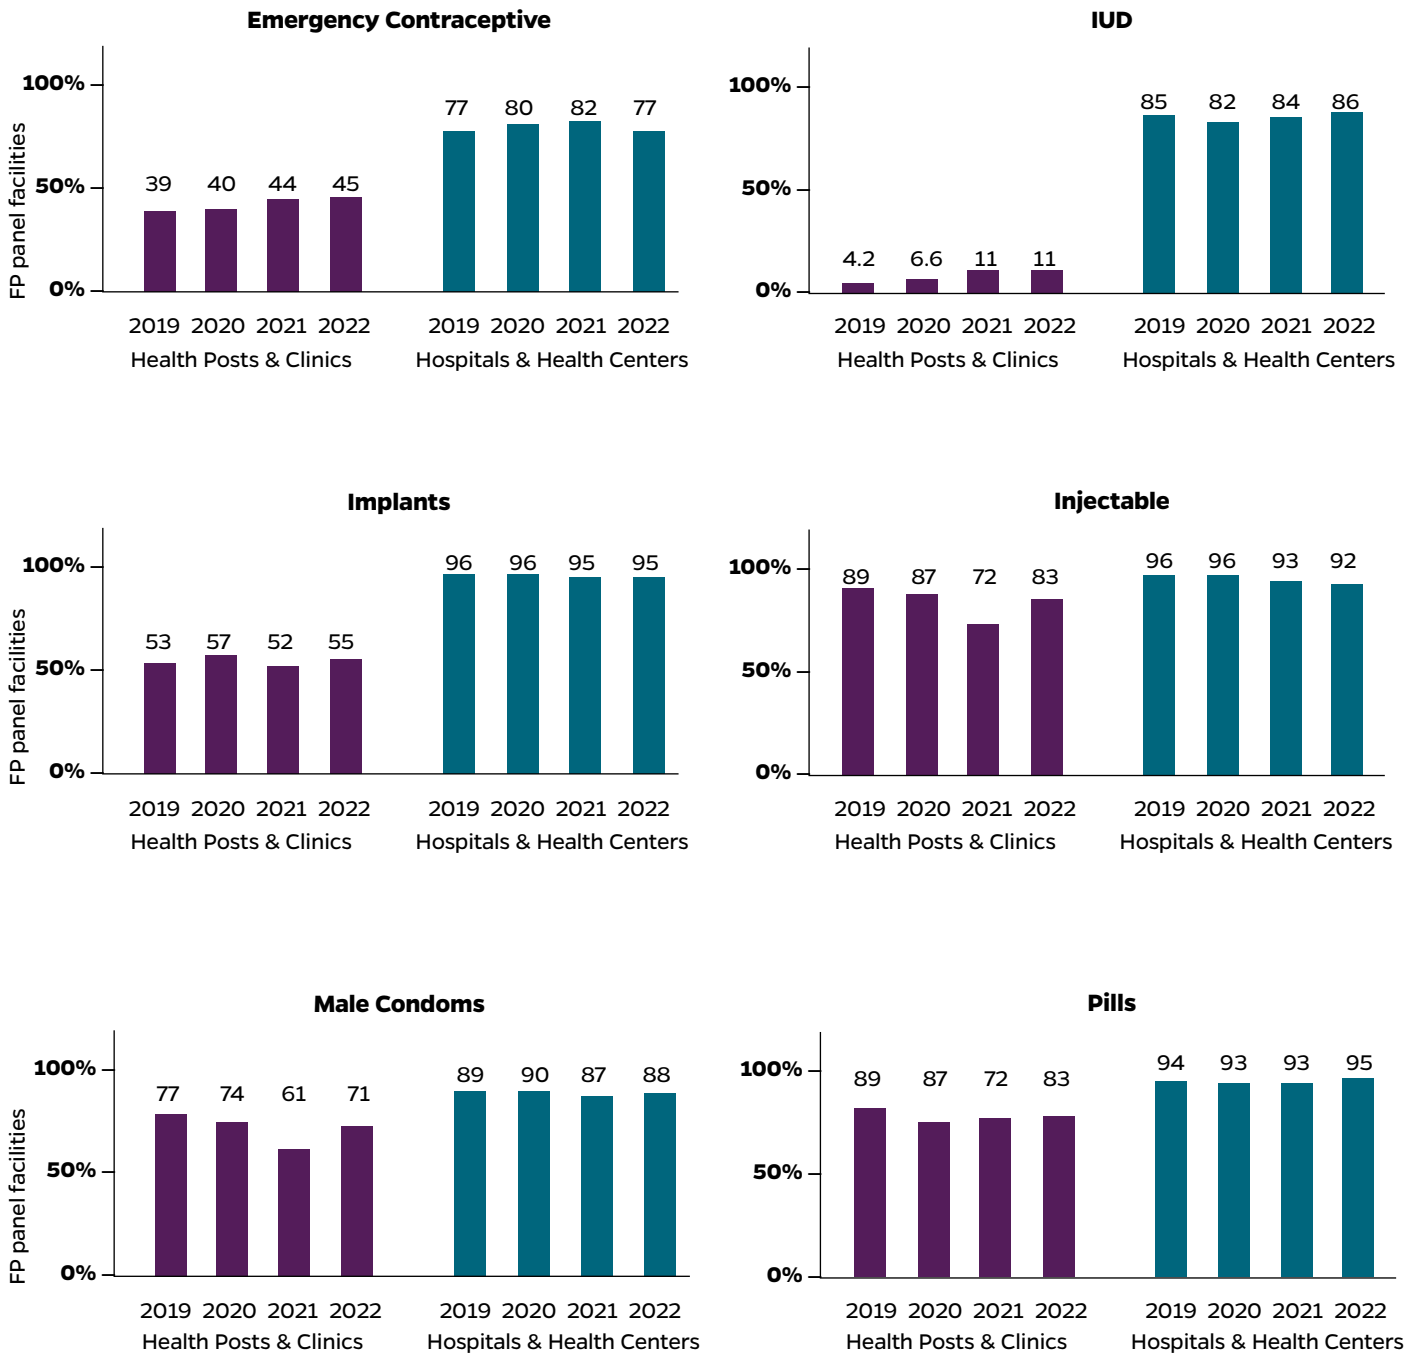 Emergency Contraceptive
FP panel facilities
100%
50%
0%
39 40 44 45 77 80 82 77
2019 2020 2021 2022 2019 2020 2021 2022
Health Posts & Clinics Hospitals & Health Centers
IUD
100%
50%
0%
4.2 6.6 11 11 85 82 84 86
2019 2020 2021 2022 2019 2020 2021 2022
Health Posts & Clinics Hospitals & Health Centers
Implants
FP panel facilities
100%
50%
0%
53 57 52 55 96 96 95 95
2019 2020 2021 2022 2019 2020 2021 2022
Health Posts & Clinics Hospitals & Health Centers
Injectable
100%
50%
0%
89 87 72 83 96 96 93 92
2019 2020 2021 2022 2019 2020 2021 2022
Health Posts & Clinics Hospitals & Health Centers
Male Condoms
FP panel facilities
100%
50%
0%
77 74 61 71 89 90 87 88
2019 2020 2021 2022 2019 2020 2021 2022
Health Posts & Clinics Hospitals & Health Centers
Pills
100%
50%
0%
89 87 72 83 94 93 93 95
2019 2020 2021 2022 2019 2020 2021 2022
Health Posts & Clinics Hospitals & Health Centers